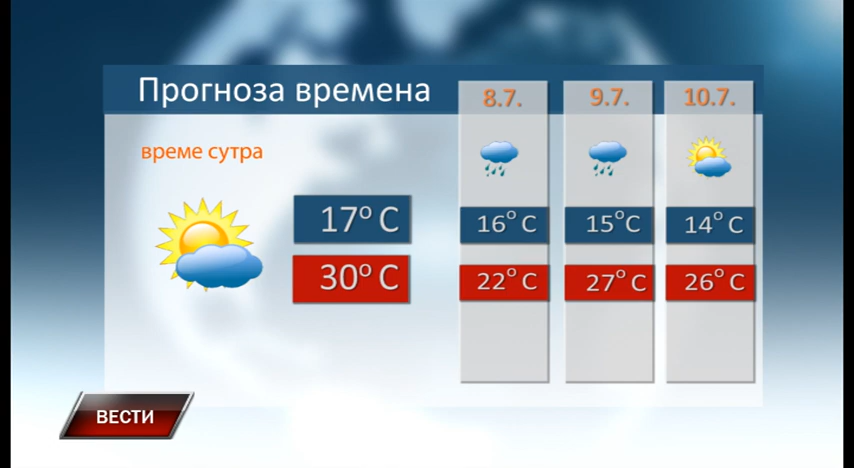 Прогноза времена
време сутра
17° C
30° C
8.7.
16° C
22° C
9.7.
15°C
27° C
10.7.
14° C
26° C
ВЕСТИ